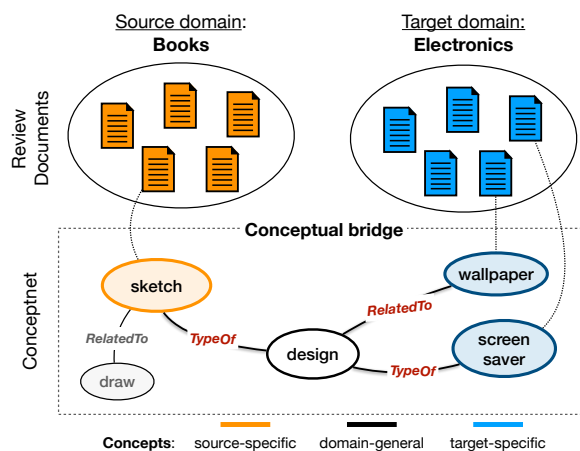 Source domain:
Books
Target domain:
Electronics
Review
Documents
Conceptual bridge
Conceptnet
sketch
wallpaper
RelatedTo
RelatedTo
TypeOf
design
screen
saver
TypeOf
draw
Concepts: source-specific domain-general target-specific